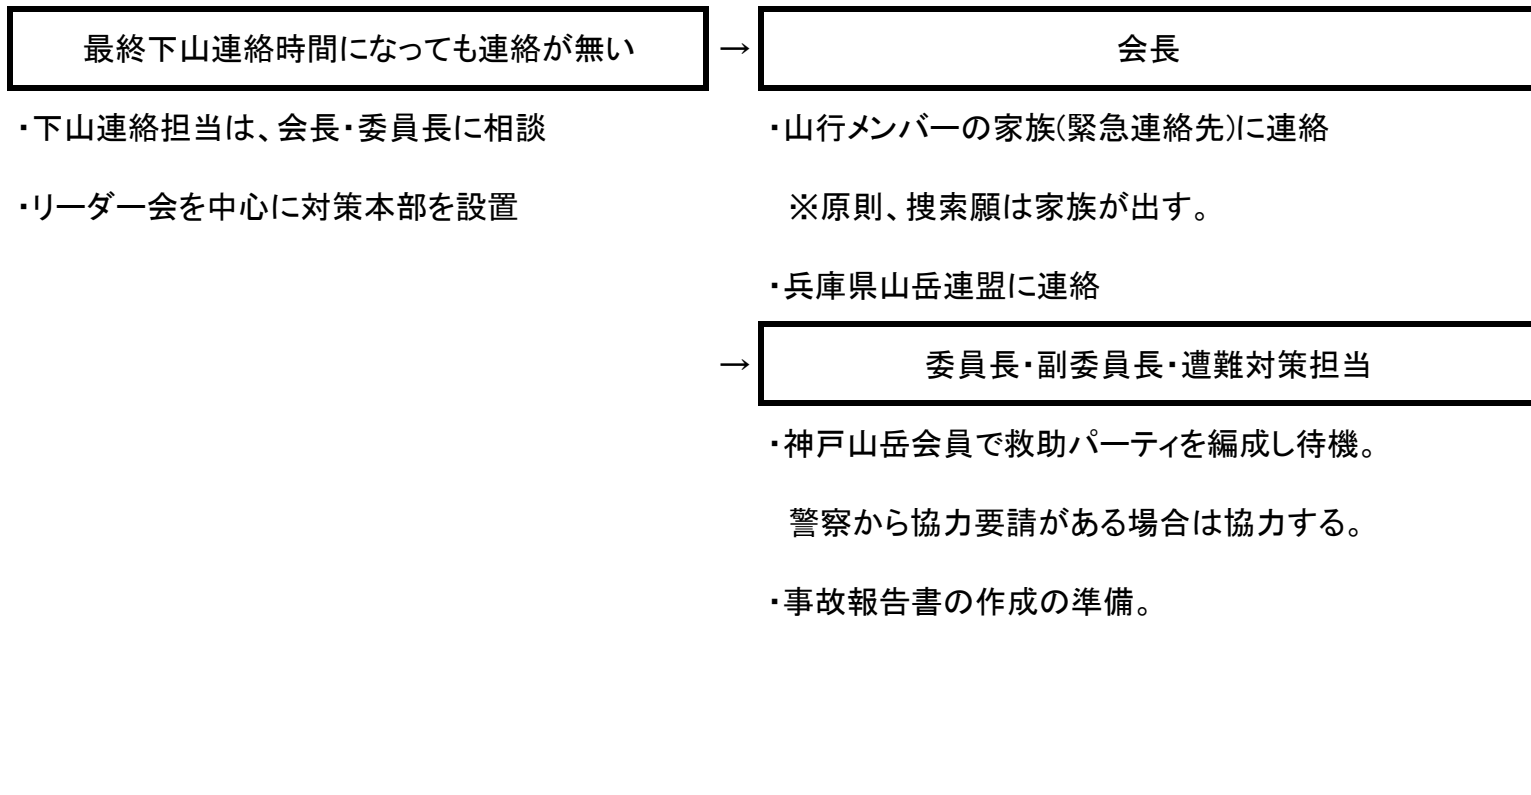 最終下山連絡時間になっても連絡が無い
→
会長
・下山連絡担当は、会長・委員長に相談
・リーダー会を中心に対策本部を設置
・山行メンバーの家族(緊急連絡先)に連絡
※原則、捜索願は家族が出す。
・兵庫県山岳連盟に連絡
→
委員長・副委員長・遭難対策担当
・神戸山岳会員で救助パーティを編成し待機。
警察から協力要請がある場合は協力する。
・事故報告書の作成の準備。